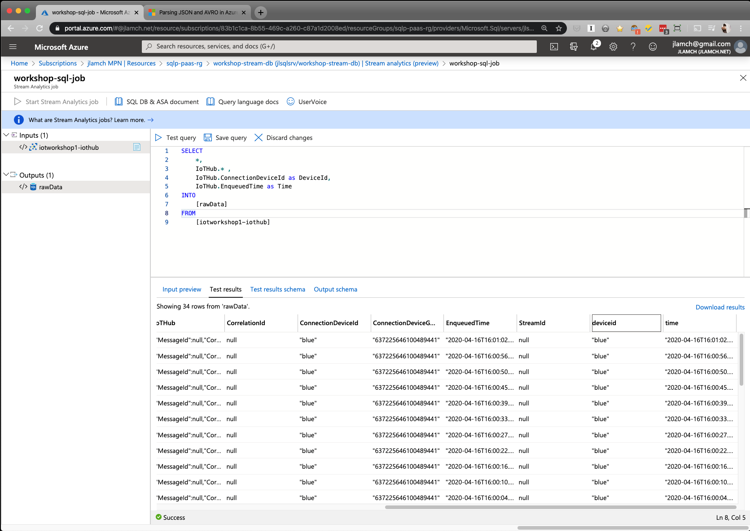 workshop-sql-job – Microsoft A
Parsing JSON and AVRO in Azur
portal.azure.com/#@jlamch.net/resource/subscriptions/83b1c1ca-8b55-469c-a260-c87a1d2008ed/resourceGroups/sqlp-paas-rg/providers/Microsoft.Sql/servers/jls...
Microsoft Azure
Search resources, services, and docs (G+/)
2
jlamch@gmail.com
JLAMCH (JLAMCH.NET)
Home > Subscriptions > jlamch MPN | Resources > sqlp-paas-rg > workshop-stream-db (jlsqlsrv/workshop-stream-db) | Stream analytics (preview) > workshop-sql-job
workshop-sql-job
Stream Analytics job
Start Stream Analytics job SQL DB & ASA document Query language docs UserVoice
What are Stream Analytics jobs? Learn more. →
Inputs (1)
iotworkshop1-iothub
Outputs (1)
rawData
Test query Save query Discard changes
1 SELECT
2 *,
3 IoTHub.* ,
4 IoTHub.ConnectionDeviceId as DeviceId,
5 IoTHub.EnqueuedTime as Time
6 INTO
7 [rawData]
8 FROM
9 [iotworkshop1-iothub]
Input preview Test results Test results schema Output schema
Showing 34 rows from 'rawData'.
Download results
oTHub CorrelationId ConnectionDeviceId ConnectionDeviceG... EnqueuedTime StreamId deviceid time
'MessageId":null,"Cor... null "blue" "637225646100489441" "2020-04-16T16:01:02.... null "blue" "2020-04-16T16:01:02....
'MessageId":null,"Cor... null "blue" "637225646100489441" "2020-04-16T16:00:56.... null "blue" "2020-04-16T16:00:56....
'MessageId":null,"Cor... null "blue" "637225646100489441" "2020-04-16T16:00:50.... null "blue" "2020-04-16T16:00:50....
'MessageId":null,"Cor... null "blue" "637225646100489441" "2020-04-16T16:00:45.... null "blue" "2020-04-16T16:00:45....
'MessageId":null,"Cor... null "blue" "637225646100489441" "2020-04-16T16:00:39.... null "blue" "2020-04-16T16:00:39....
'MessageId":null,"Cor... null "blue" "637225646100489441" "2020-04-16T16:00:33.... null "blue" "2020-04-16T16:00:33....
'MessageId":null,"Cor... null "blue" "637225646100489441" "2020-04-16T16:00:27.... null "blue" "2020-04-16T16:00:27....
'MessageId":null,"Cor... null "blue" "637225646100489441" "2020-04-16T16:00:22.... null "blue" "2020-04-16T16:00:22....
'MessageId":null,"Cor... null "blue" "637225646100489441" "2020-04-16T16:00:16.... null "blue" "2020-04-16T16:00:16....
'MessageId":null,"Cor... null "blue" "637225646100489441" "2020-04-16T16:00:10.... null "blue" "2020-04-16T16:00:10....
'MessageId":null,"Cor... null "blue" "637225646100489441" "2020-04-16T16:00:04.... null "blue" "2020-04-16T16:00:04....
Success
Ln 8, Col 5